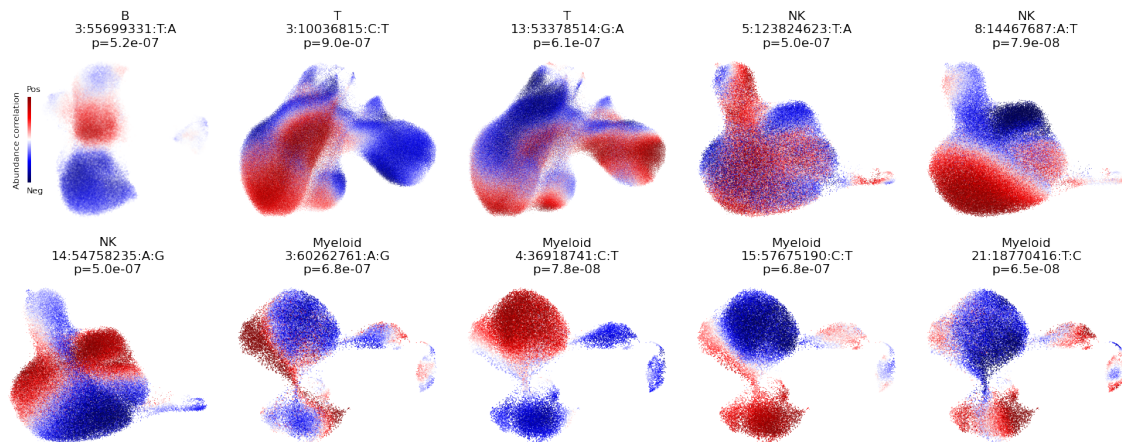 B
3:55699331:T:A
p=5.2e-07
T
3:10036815:C:T
p=9.0e-07
T
13:53378514:G:A
p=6.1e-07
NK
5:123824623:T:A
p=5.0e-07
NK
8:14467687:A:T
p=7.9e-08
Pos
Abundance correlation
Neg
NK
14:54758235:A:G
p=5.0e-07
Myeloid
3:60262761:A:G
p=6.8e-07
Myeloid
4:36918741:C:T
p=7.8e-08
Myeloid
15:57675190:C:T
p=6.8e-07
Myeloid
21:18770416:T:C
p=6.5e-08